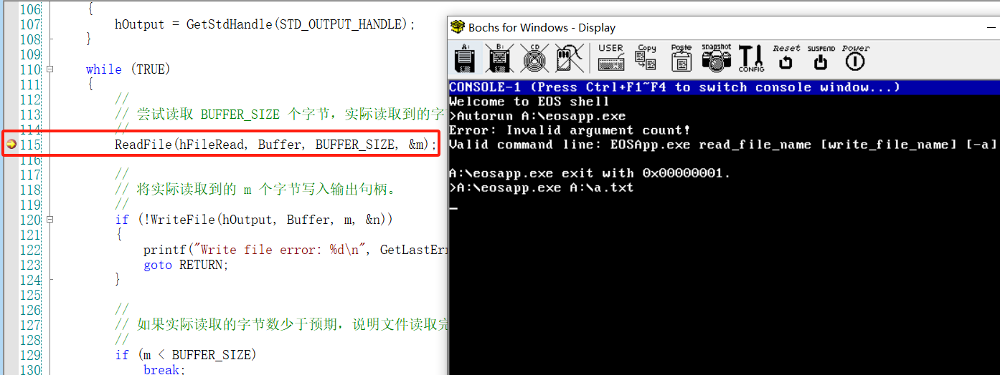 106 {
107 hOutput = GetStdHandle(STD_OUTPUT_HANDLE);
108 }
109
110 while (TRUE)
111 {
112 //
113 // 尝试读取 BUFFER_SIZE 个字节，实际读取到的字
114 //
115 ReadFile(hFileRead, Buffer, BUFFER_SIZE, &m);
116
117 //
118 // 将实际读取到的 m 个字节写入输出句柄。
119 //
120 if (!WriteFile(hOutput, Buffer, m, &n))
121 {
122 printf("Write file error: %d\n", GetLastErr
123 goto RETURN;
124 }
125
126 //
127 // 如果实际读取的字节数少于预期，说明文件读取完
128 //
129 if (m < BUFFER_SIZE)
130 break;
Bochs for Windows - Display
A: B: CD USER Copy Paste snapshot CONFIG Reset SUSPEND Power
CONSOLE-1 (Press Ctrl+F1~F4 to switch console window...)
Welcome to EOS shell
>Autorun A:\eosapp.exe
Error: Invalid argument count!
Valid command line: EOSApp.exe read_file_name [write_file_name] [-a]
A:\eosapp.exe exit with 0x00000001.
>A:\eosapp.exe A:\a.txt